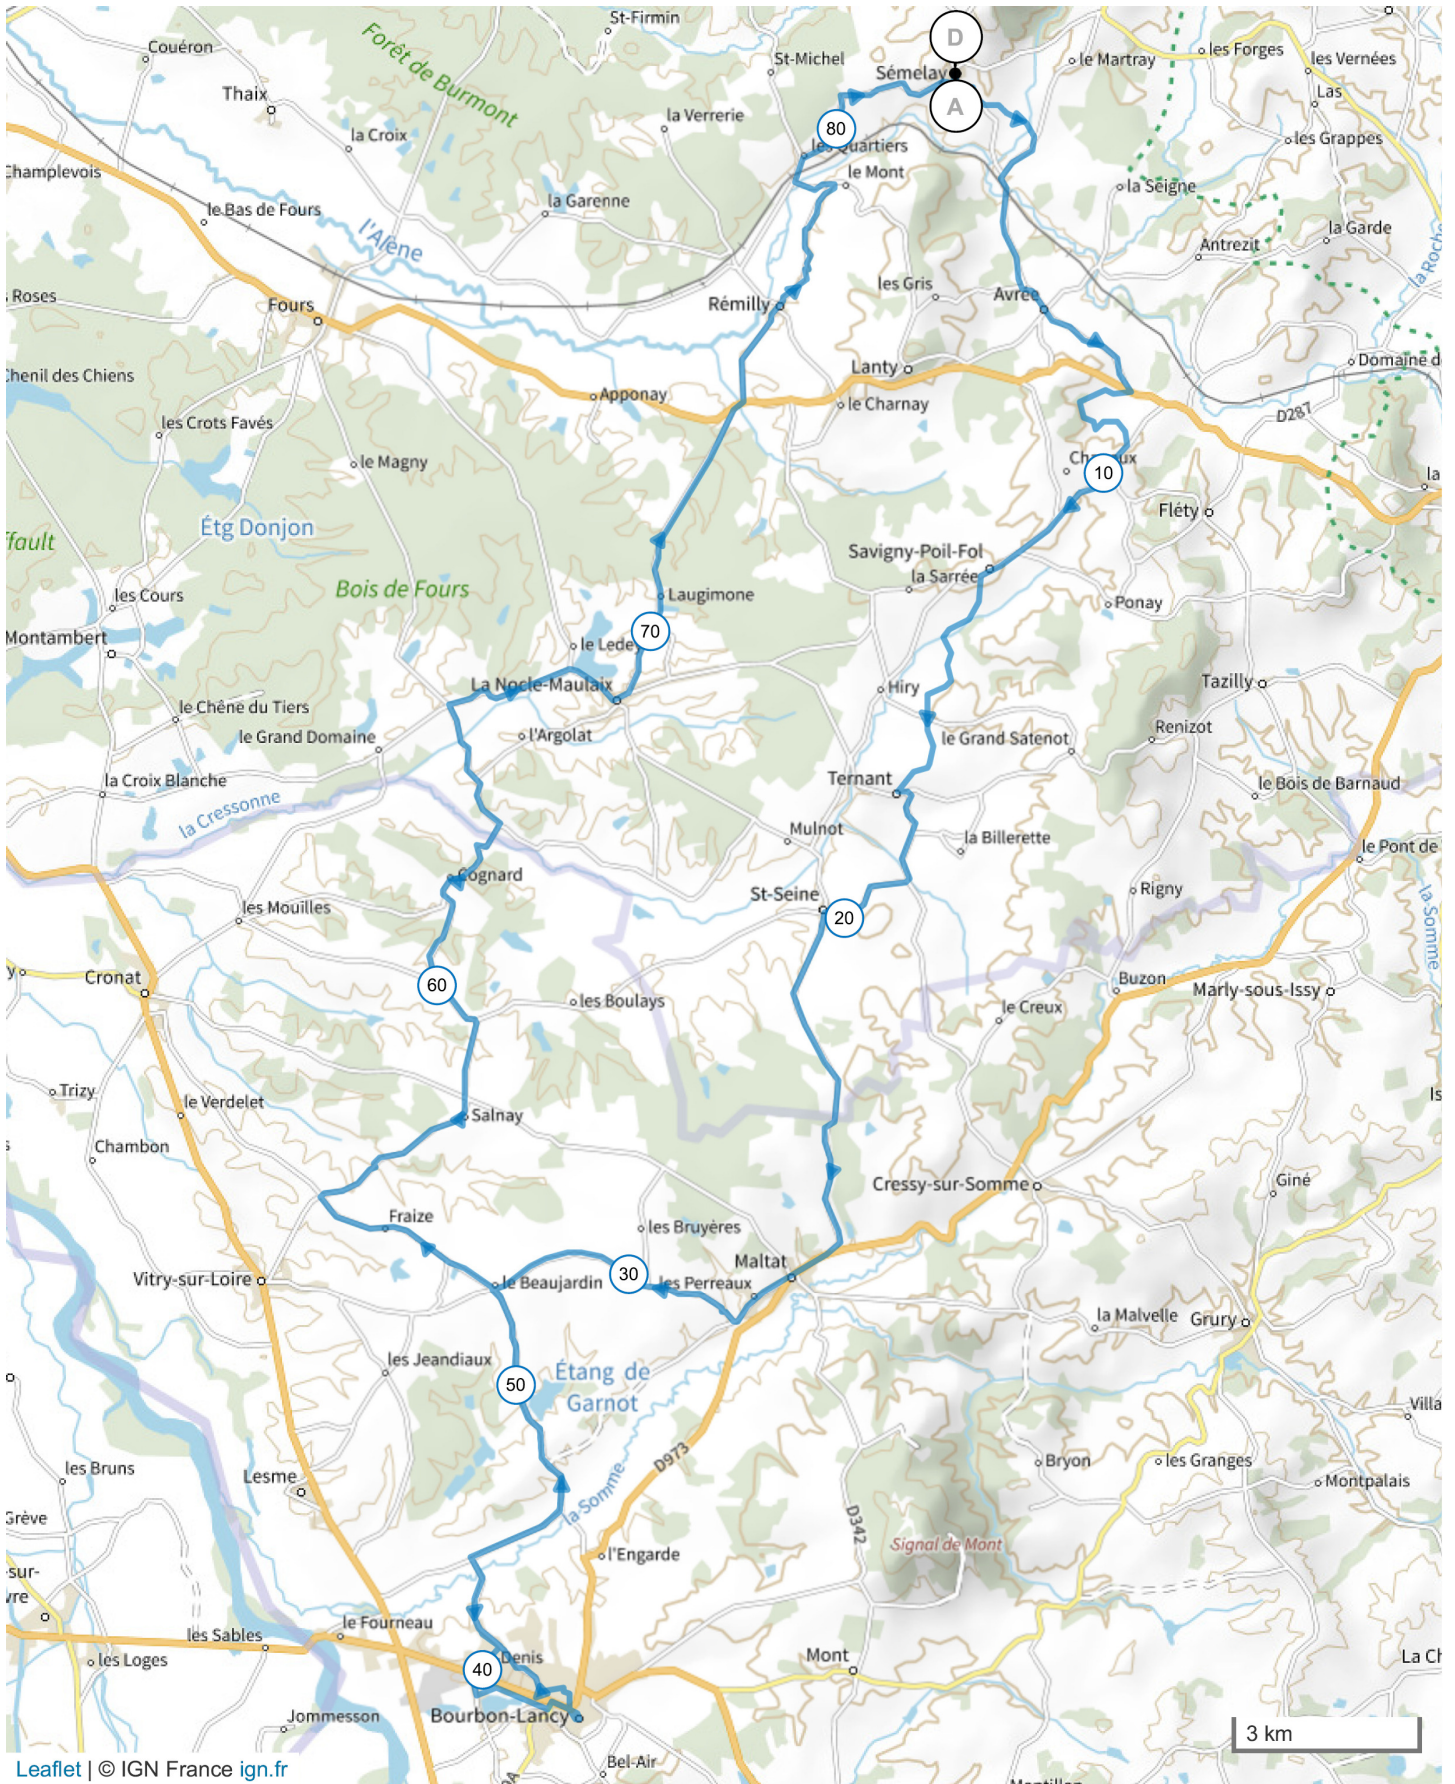 St-Firmin
D
Couéron
St-Michel
les Forges
les Vernées
Sémelay
le Martray
Forêt de Burmont
Thaix
Las
A
la Verrerie
80
la Croix
les Quartiers
les Grappes
Champlevois
le Mont
la Seigne
la Garenne
le Bas de Fours
la Garde
l'Alène
Antrezit
les Gris
Roses
Avrée
Fours
Rémilly
Domaine d
Lanty
Chenil des Chiens
Apponay
le Charnay
D287
les Crots Favés
le Magny
10
la
Fléty
Étg Donjon
ffault
Savigny-Poil-Fol
la Sarrée
Bois de Fours
les Cours
Laugimone
Ponay
70
Montambert
le Lede
La Nocle-Maulaix
Hiry
Tazilly
le Chêne du Tiers
l'Argolat
Renizot
le Grand Domaine
le Grand Satenot
la Croix Blanche
Ternant
le Bois de Barnaud
la Cressonne
Mulnot
la Billerette
le Pont de
Cognard
St-Seine
Rigny
les Mouilles
20
la Somme
y
Cronat
60
Buzon
Marly-sous-Issy
les Boulays
le Creux
Trizy
le Verdelet
Is
Salnay
Chambon
Cressy-sur-Somme
Giné
Fraize
les Bruyères
Maltat
30
Vitry-sur-Loire
le Beaujardin
les Perreaux
la Malvelle
Grury
les Jeandiaux
Étang de
Garnot
50
Villa
D973
les Bruns
Lesme
Bryon
les Granges
Montpalais
la Somme
Grève
D342
Signal de Mont
l'Engarde
sur-
vre
le Fourneau
les Sables
les Loges
40
Denis
Mont
La Ch
Bourbon-Lancy
Jommesson
3 km
Bel-Air
Leaflet | © IGN France ign.fr